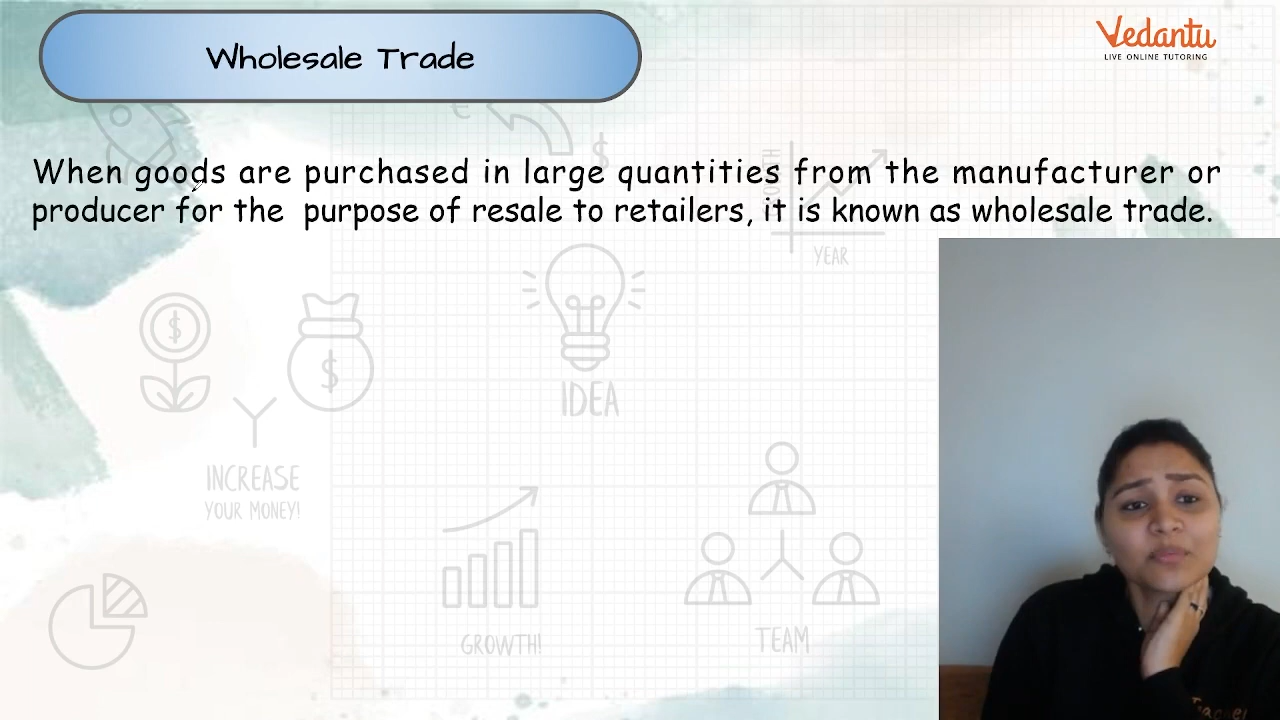 Wholesale Trade
Vedantu
LIVE ONLINE TUTORING
When goods are purchased in large quantities from the manufacturer or
producer for the purpose of resale to retailers, it is known as wholesale trade.
YEAR
IDEA
INCREASE
YOUR MONEY!
GROWTH!
TEAM